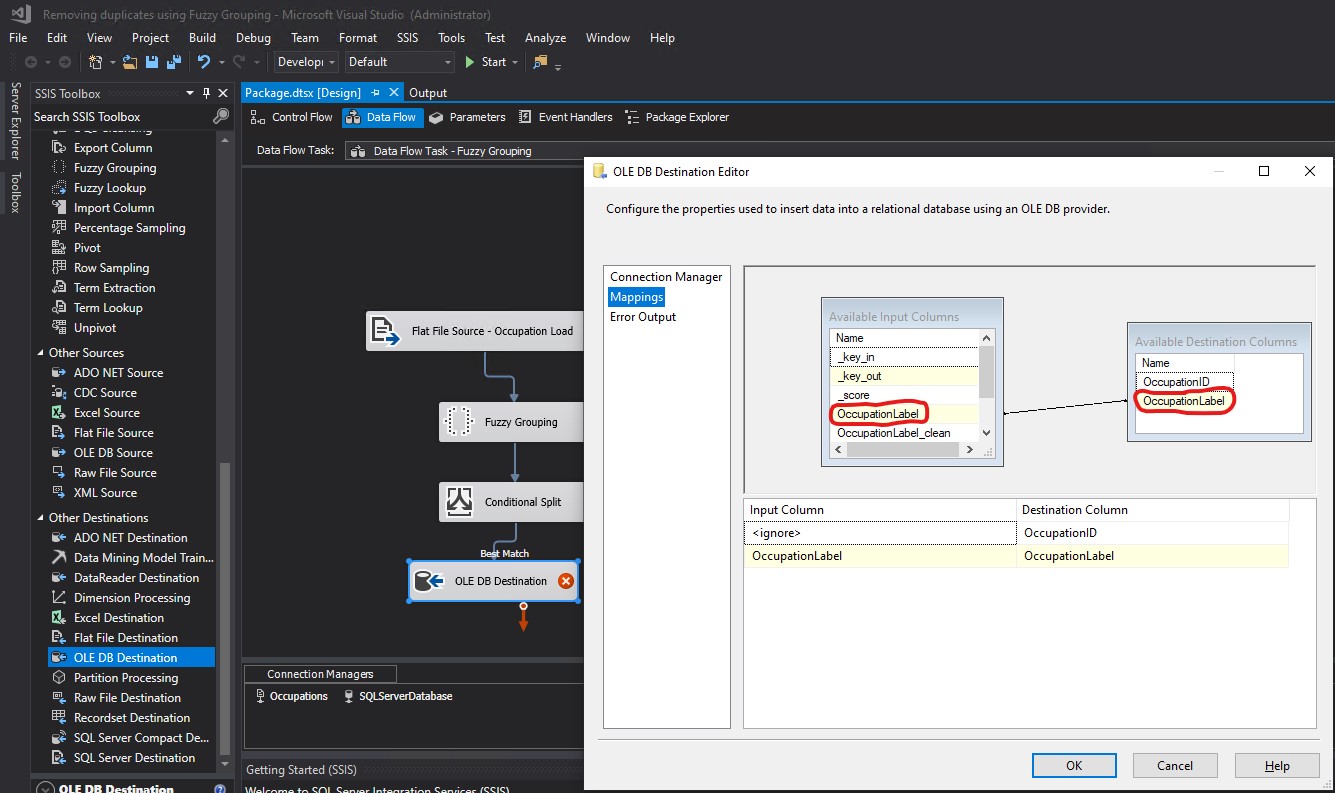 Removing duplicates using Fuzzy Grouping - Microsoft Visual Studio (Administrator)
File Edit View Project Build Debug Team Format SSIS Tools Test Analyze Window Help
Developı Default Start
Server Explorer
Toolbox
SSIS Toolbox
Search SSIS Toolbox
Export Column
Fuzzy Grouping
Fuzzy Lookup
Import Column
Percentage Sampling
Pivot
Row Sampling
Term Extraction
Term Lookup
Unpivot
Other Sources
ADO NET Source
CDC Source
Excel Source
Flat File Source
OLE DB Source
Raw File Source
XML Source
Other Destinations
ADO NET Destination
Data Mining Model Train...
DataReader Destination
Dimension Processing
Excel Destination
Flat File Destination
OLE DB Destination
Partition Processing
Raw File Destination
Recordset Destination
SQL Server Compact De...
SQL Server Destination
OLE DB Destination
Package.dtsx [Design] Output
Control Flow Data Flow Parameters Event Handlers Package Explorer
Data Flow Task: Data Flow Task - Fuzzy Grouping
Flat File Source - Occupation Load
Fuzzy Grouping
Conditional Split
Best Match
OLE DB Destination
Connection Managers
Occupations SQLServerDatabase
Getting Started (SSIS)
Welcome to SQL Server Integration Services (SSIS)
OLE DB Destination Editor
Configure the properties used to insert data into a relational database using an OLE DB provider.
Connection Manager
Mappings
Error Output
Available Input Columns
Name
_key_in
_key_out
_score
OccupationLabel
OccupationLabel_clean
Available Destination Columns
Name
OccupationID
OccupationLabel
Input Column Destination Column
<ignore> OccupationID
OccupationLabel OccupationLabel
OK Cancel Help